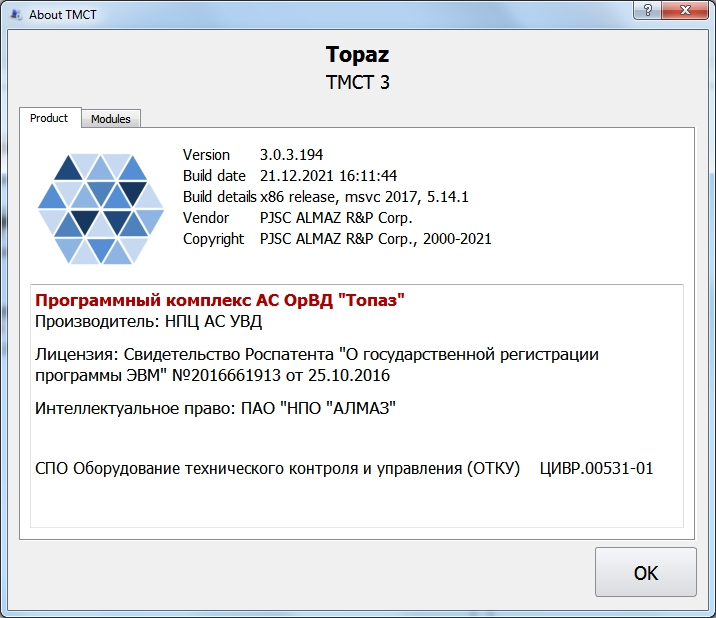 About TMCT
Topaz
TMCT 3
Product
Modules
Version 3.0.3.194
Build date 21.12.2021 16:11:44
Build details x86 release, msvc 2017, 5.14.1
Vendor PJSC ALMAZ R&P Corp.
Copyright PJSC ALMAZ R&P Corp., 2000-2021
Программный комплекс АС ОрВД "Топаз"
Производитель: НПЦ АС УВД
Лицензия: Свидетельство Роспатента "О государственной регистрации
программы ЭВМ" №2016661913 от 25.10.2016
Интеллектуальное право: ПАО "НПО "АЛМАЗ"
СПО Оборудование технического контроля и управления (ОТКУ) ЦИВР.00531-01
OK